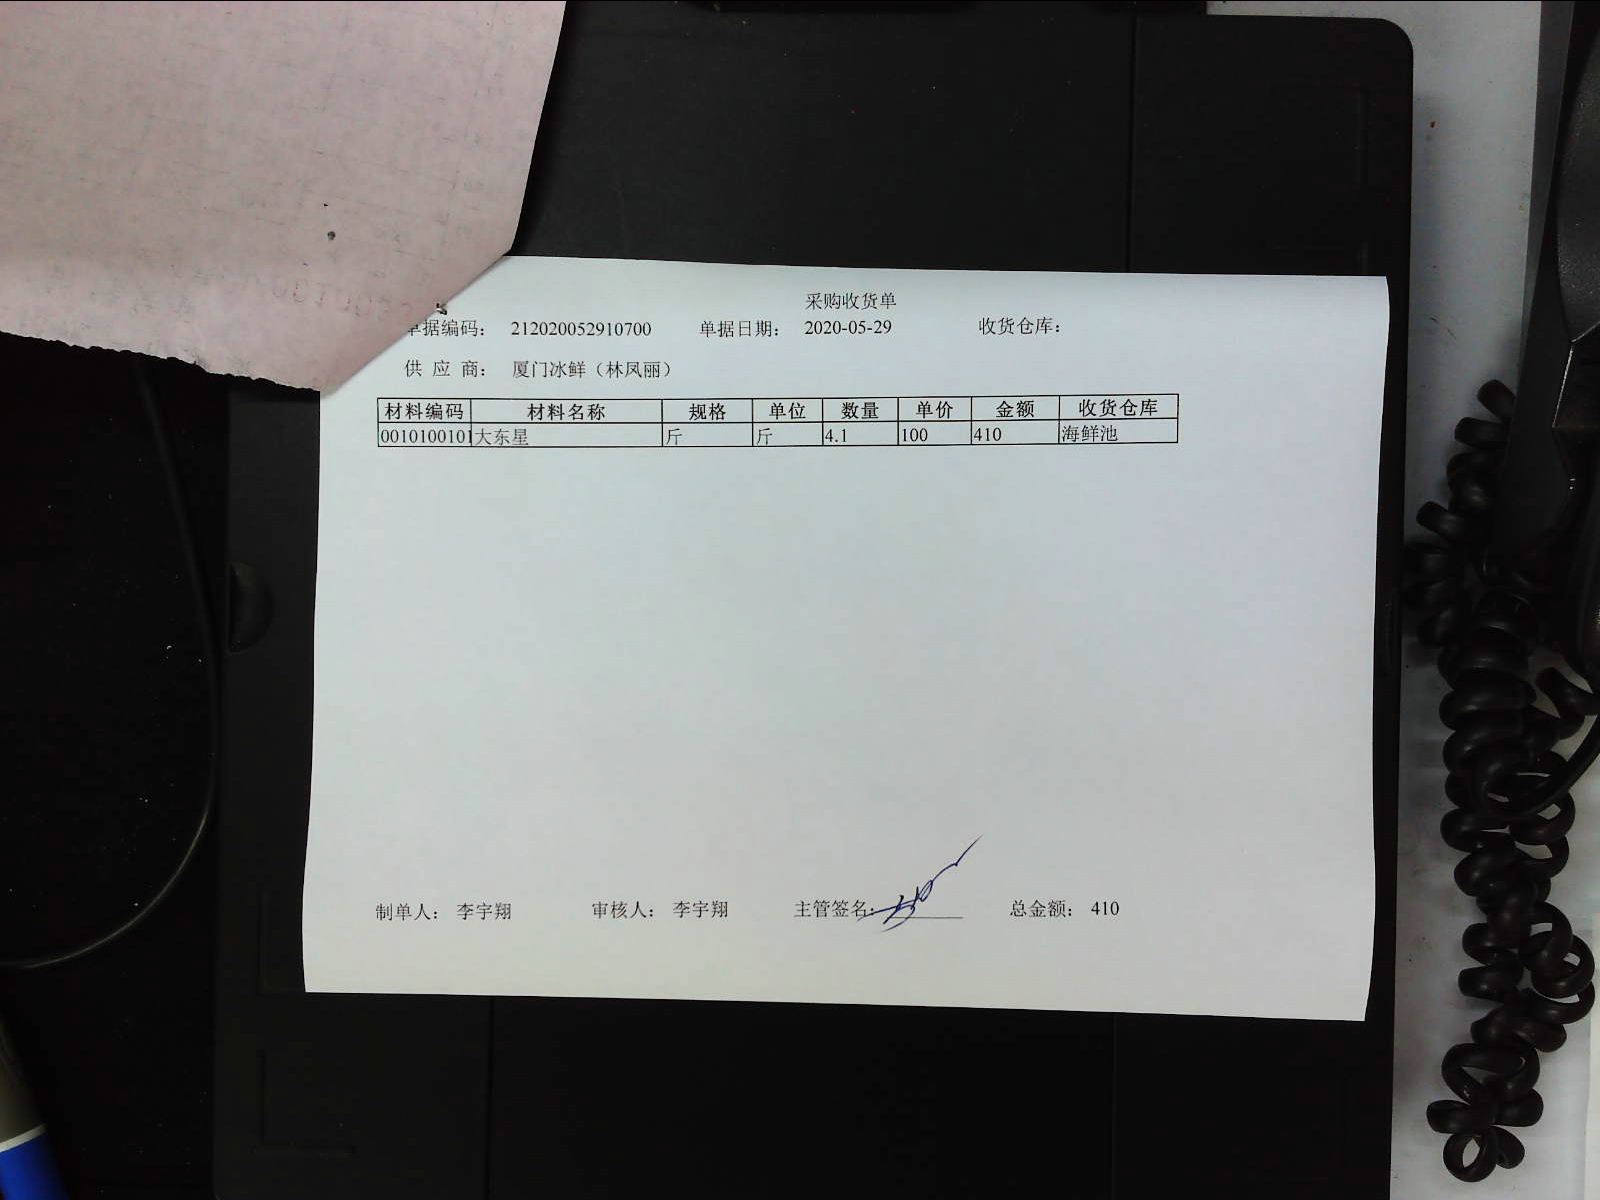 采购收货单
单据编码： 212020052910700 单据日期： 2020-05-29 收货仓库：
供 应 商： 厦门冰鲜（林凤丽）
材料编码 材料名称 规格 单位 数量 单价 金额 收货仓库
0010100101 大东星 斤 斤 4.1 100 410 海鲜池
制单人： 李宇翔 审核人： 李宇翔 主管签名： 总金额： 410